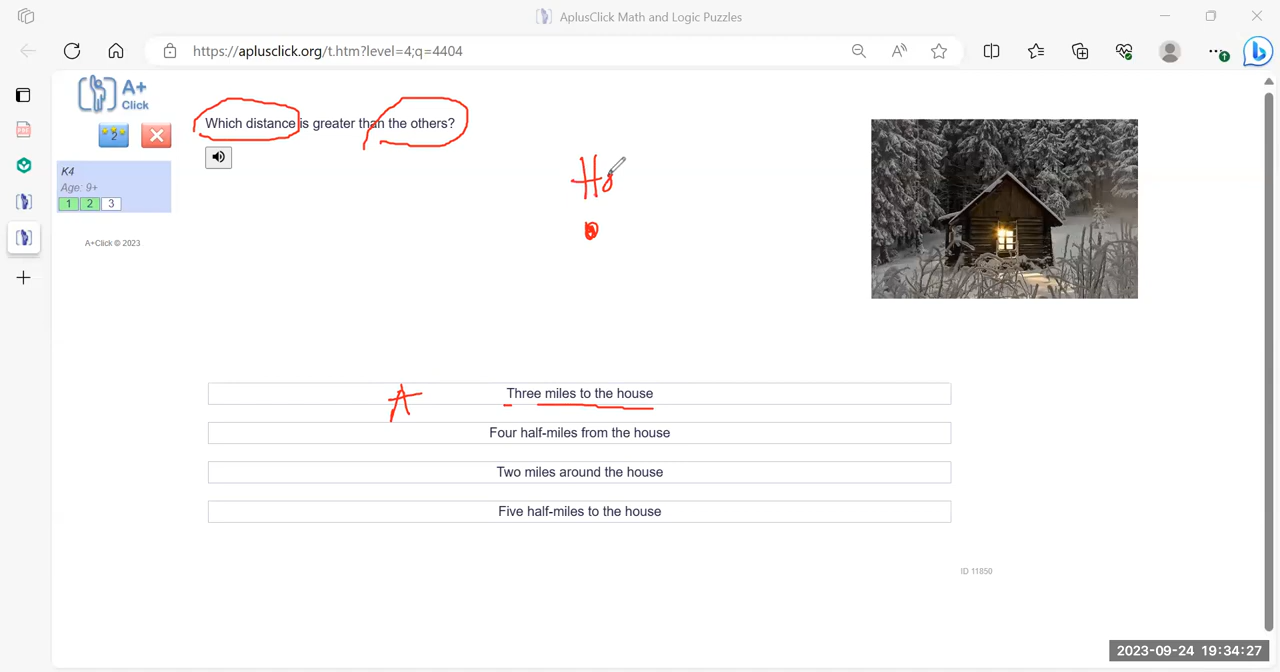 AplusClick Math and Logic Puzzles
https://aplusclick.org/t.htm?level=4;q=4404
A+
Click
Which distance is greater than the others?
2
K4
Age: 9+
1 2 3
A+Click © 2023
Ho
A
Three miles to the house
Four half-miles from the house
Two miles around the house
Five half-miles to the house
ID 11850
2023-09-24 19:34:27